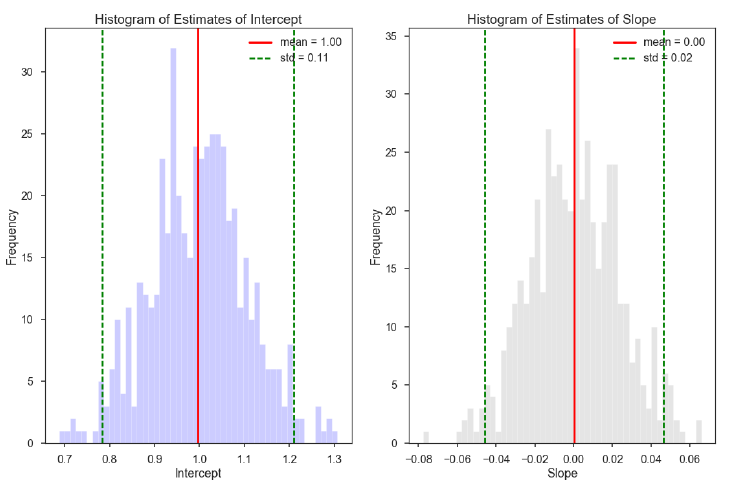 Histogram of Estimates of Intercept
mean = 1.00
std = 0.11
Frequency
30
25
20
15
10
5
0
0.7 0.8 0.9 1.0 1.1 1.2 1.3
Intercept
Histogram of Estimates of Slope
mean = 0.00
std = 0.02
Frequency
35
30
25
20
15
10
5
0
−0.08 −0.06 −0.04 −0.02 0.00 0.02 0.04 0.06
Slope